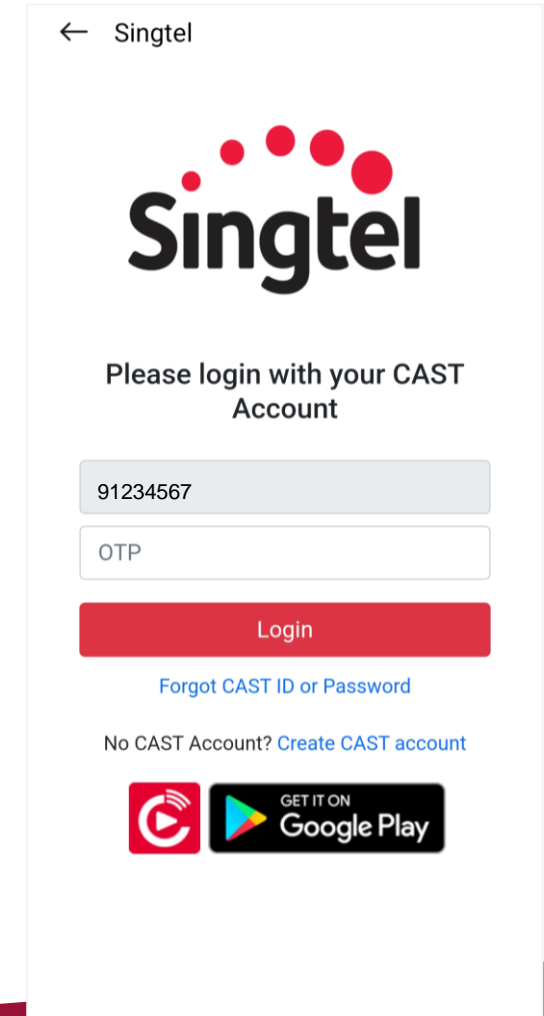 Singtel
Singtel
Please login with your CAST
Account
91234567
OTP
Login
Forgot CAST ID or Password
No CAST Account? Create CAST account
GET IT ON
Google Play